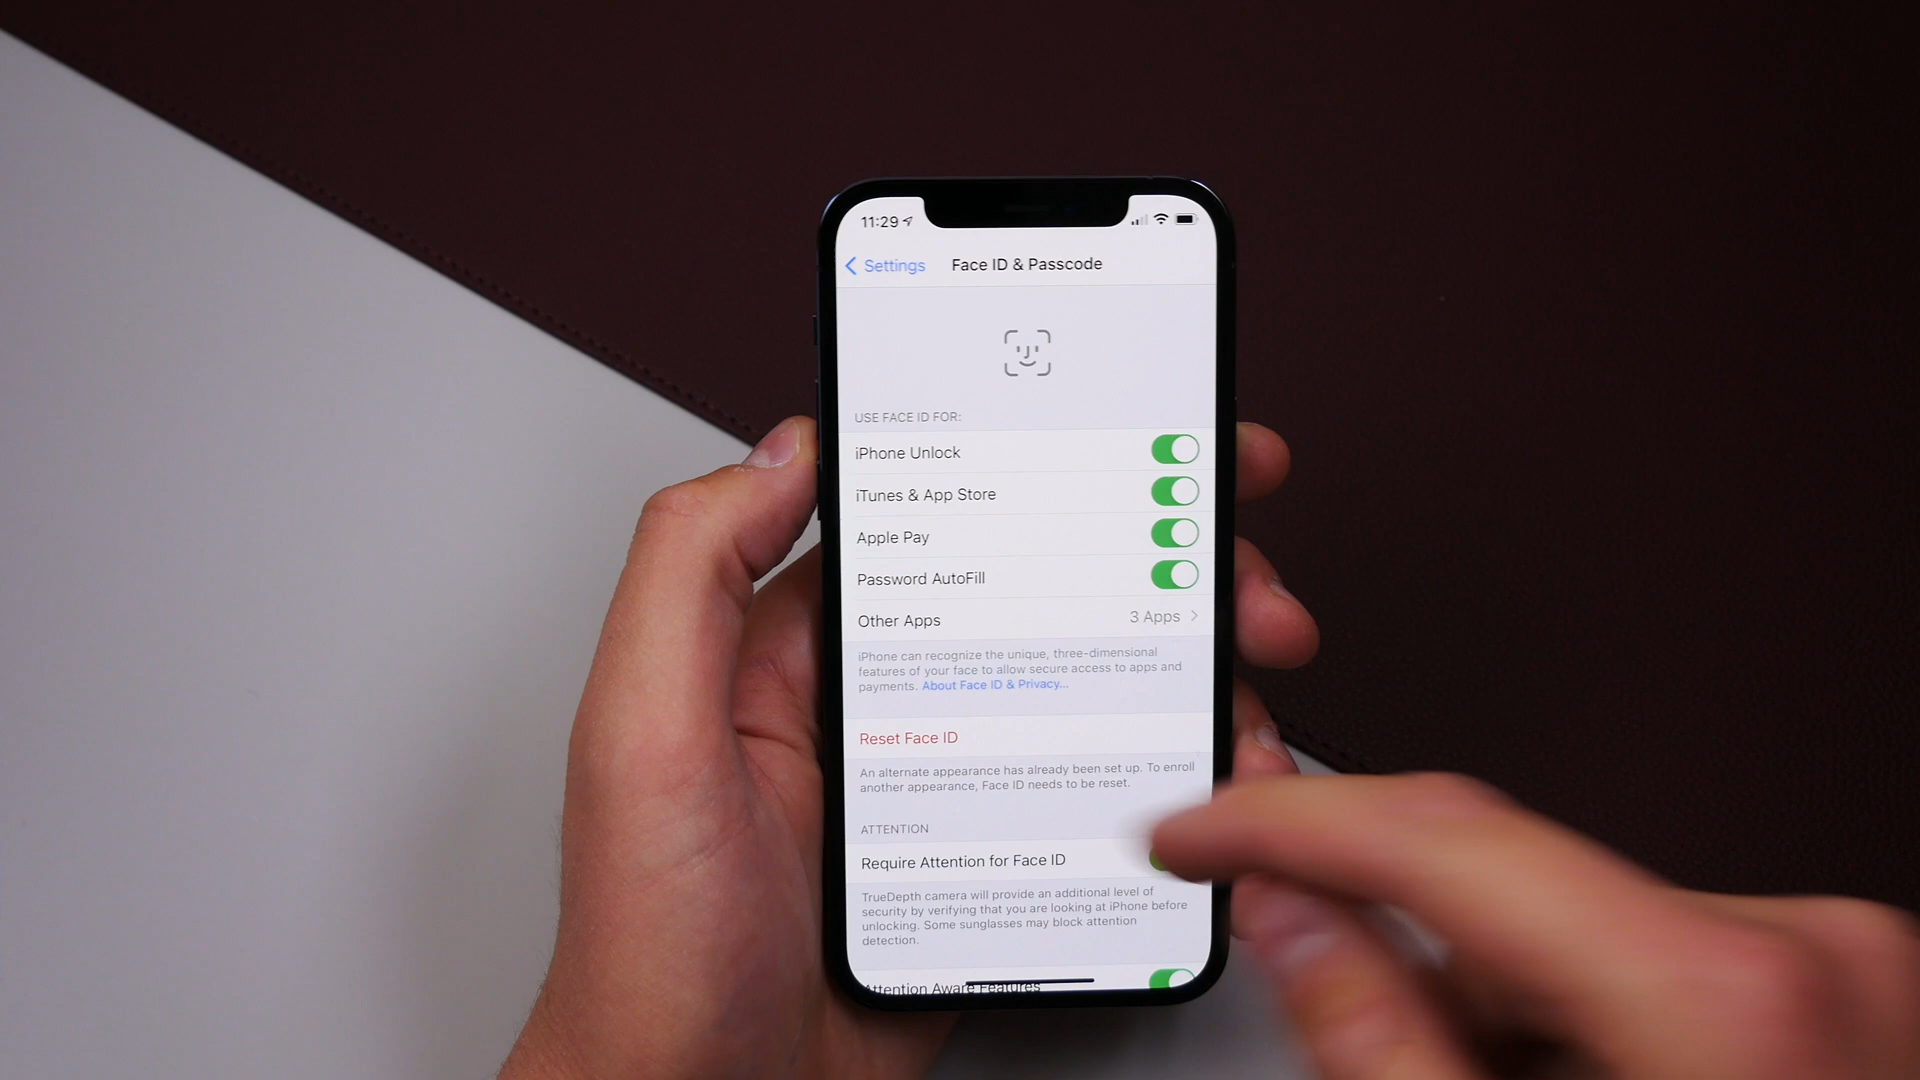 11:29
Settings
Face ID & Passcode
USE FACE ID FOR:
iPhone Unlock
iTunes & App Store
Apple Pay
Password AutoFill
Other Apps 3 Apps
iPhone can recognize the unique, three-dimensional
features of your face to allow secure access to apps and
payments. About Face ID & Privacy...
Reset Face ID
An alternate appearance has already been set up. To enroll
another appearance, Face ID needs to be reset.
ATTENTION
Require Attention for Face ID
TrueDepth camera will provide an additional level of
security by verifying that you are looking at iPhone before
unlocking. Some sunglasses may block attention
detection.
Attention Aware Features